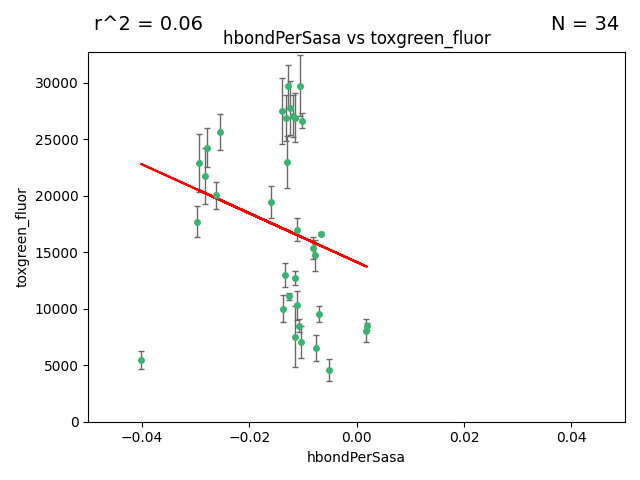 r^2 = 0.06
N = 34
hbondPerSasa vs toxgreen_fluor
30000
25000
20000
15000
10000
5000
0
toxgreen_fluor
−0.04
−0.02
0.00
0.02
0.04
hbondPerSasa